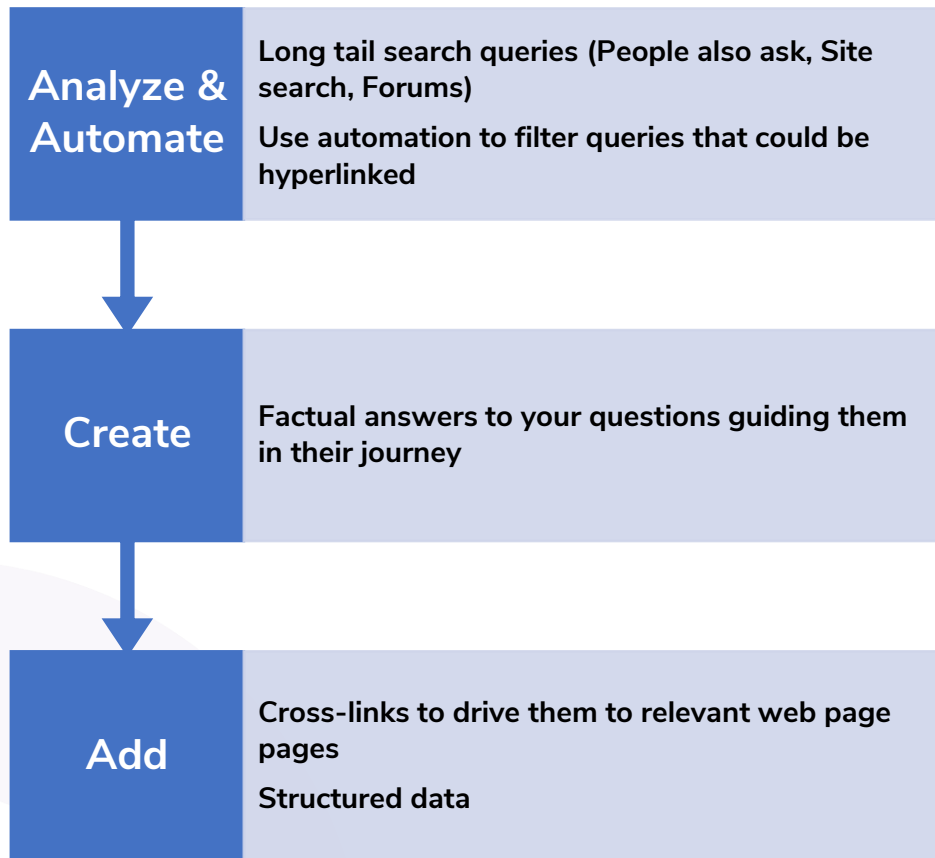 Analyze &
Automate
Long tail search queries (People also ask, Site
search, Forums)
Use automation to filter queries that could be
hyperlinked
Create
Factual answers to your questions guiding them
in their journey
Add
Cross-links to drive them to relevant web page
pages
Structured data